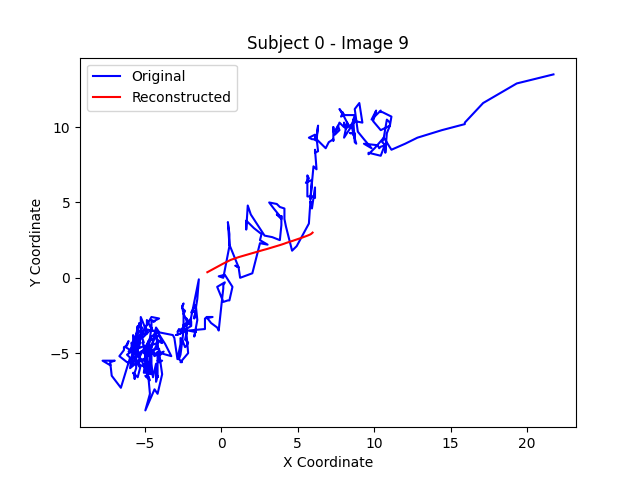 Subject 0 - Image 9
Original
Reconstructed
Y Coordinate
10
5
0
−5
−5
0
5
10
15
20
X Coordinate